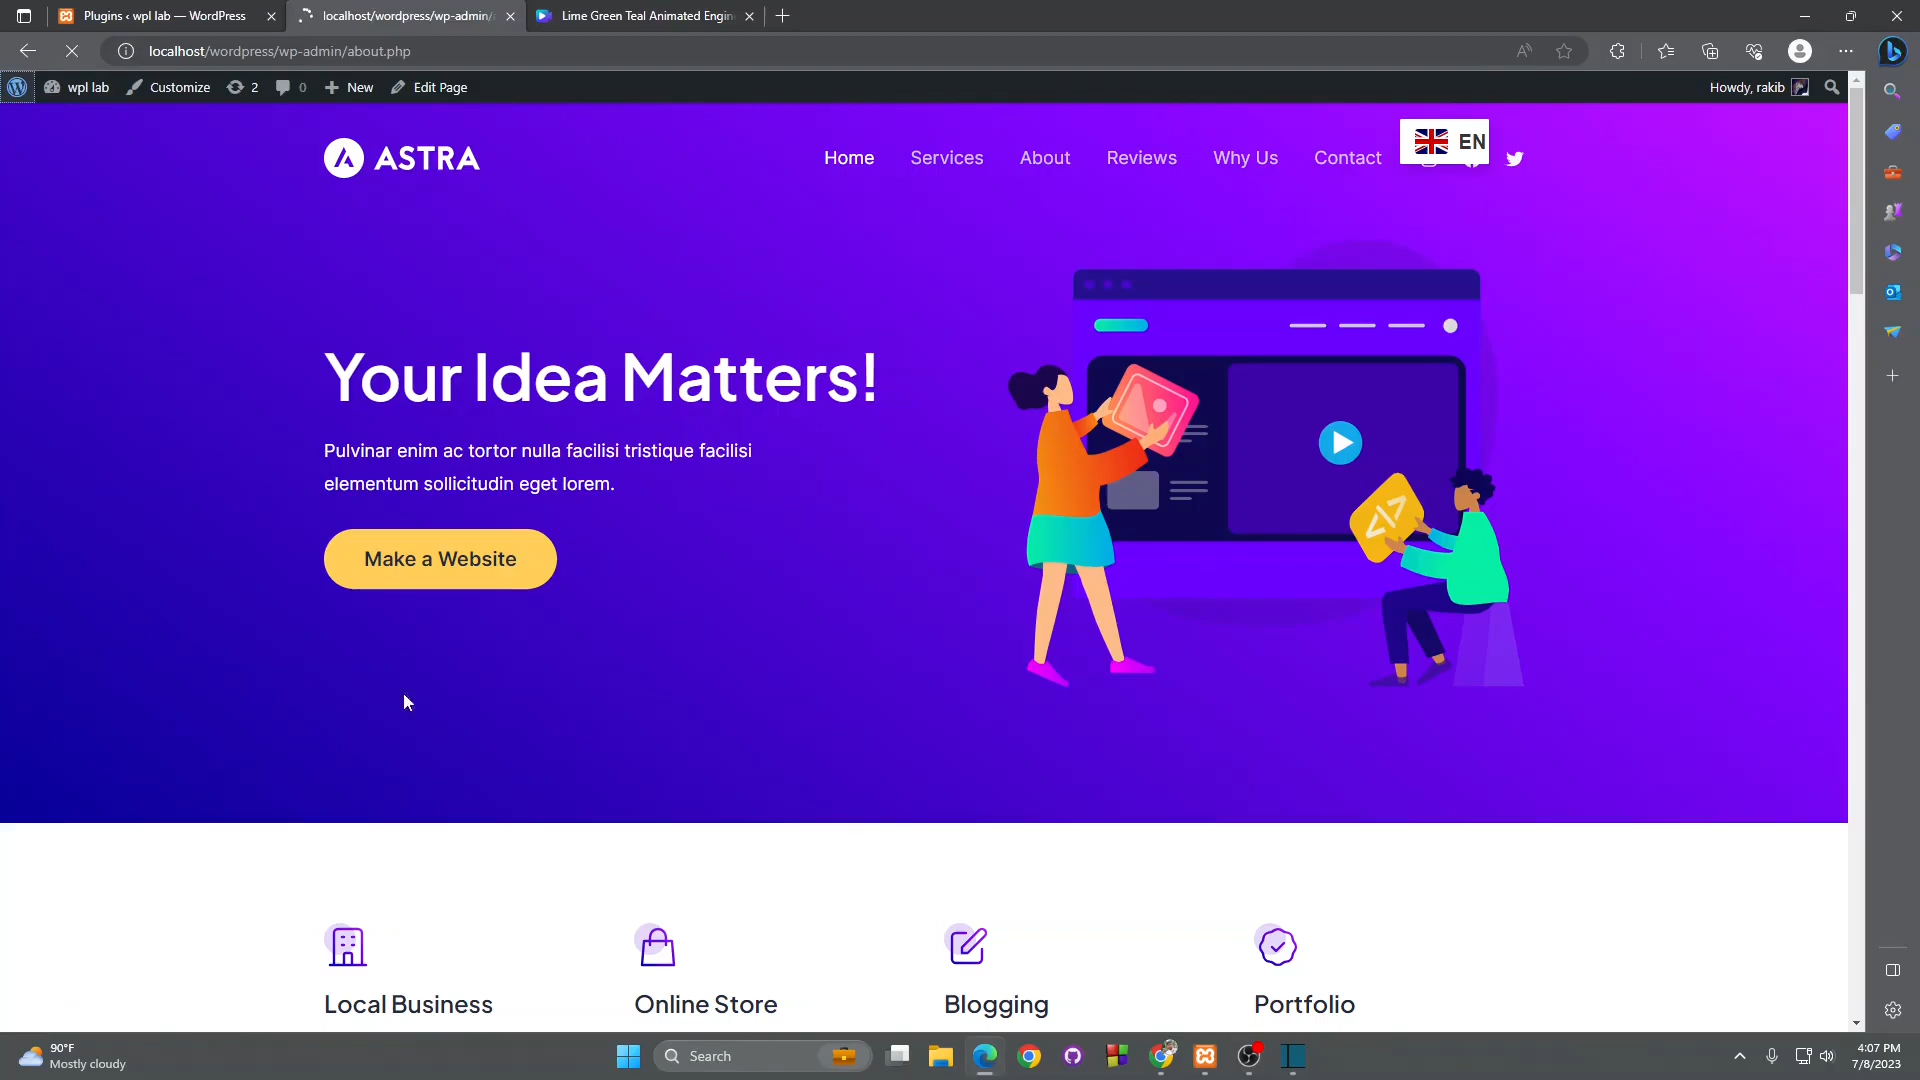 Plugins ‹ wpl lab — WordPress
localhost/wordpress/wp-admin/
Lime Green Teal Animated Engin
localhost/wordpress/wp-admin/about.php
wpl lab
Customize
2
0
New
Edit Page
Howdy, rakib
ASTRA
Home
Services
About
Reviews
Why Us
Contact
EN
Your Idea Matters!
Pulvinar enim ac tortor nulla facilisi tristique facilisi
elementum sollicitudin eget lorem.
Make a Website
</>
Local Business
Online Store
Blogging
Portfolio
90°F
Mostly cloudy
Search
4:07 PM
7/8/2023